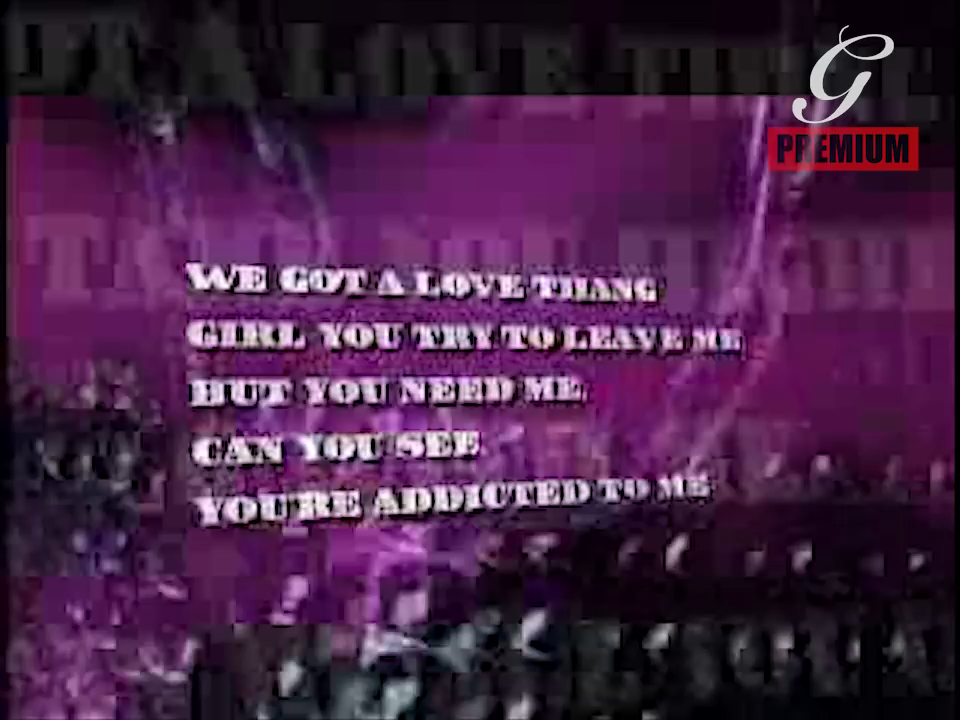 G
PREMIUM
WE GOT A LOVE THANG
GIRL YOU TRY TO LEAVE ME
BUT YOU NEED ME
CAN YOU SEE
YOU'RE ADDICTED TO ME